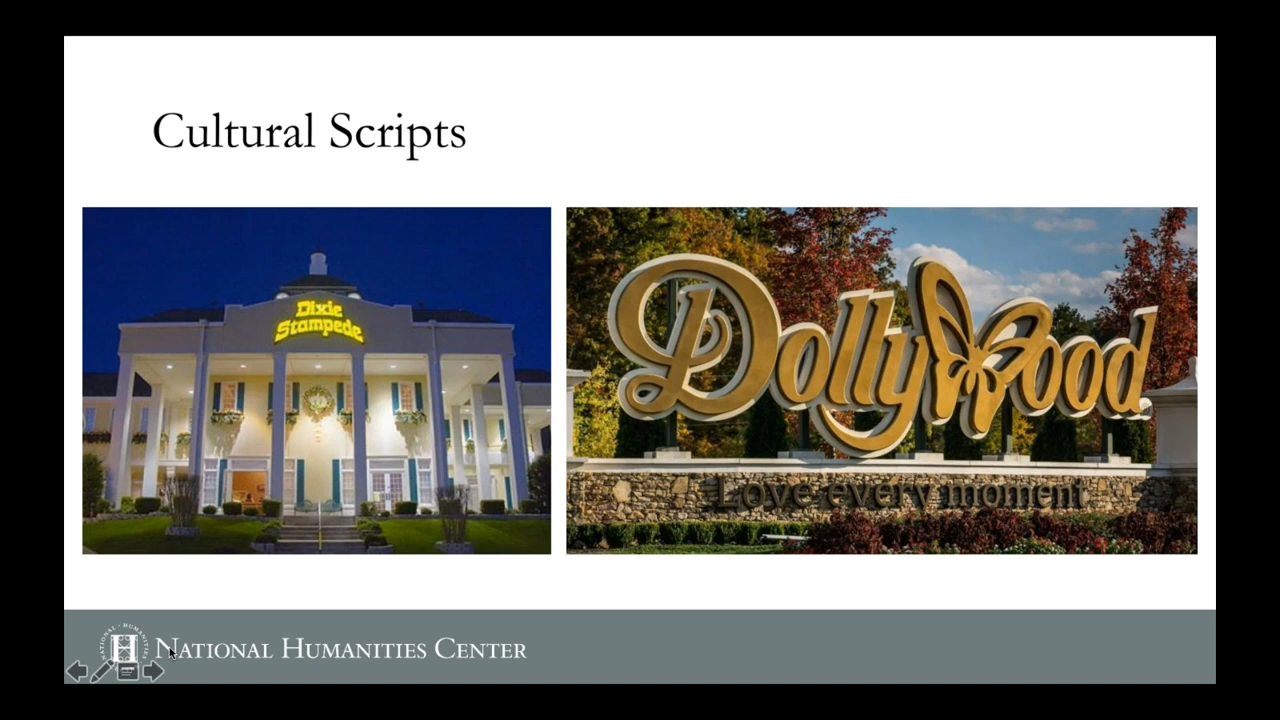 Cultural Scripts
Dixie
Stampede
Dollywood
Love every moment
NATIONAL HUMANITIES CENTER